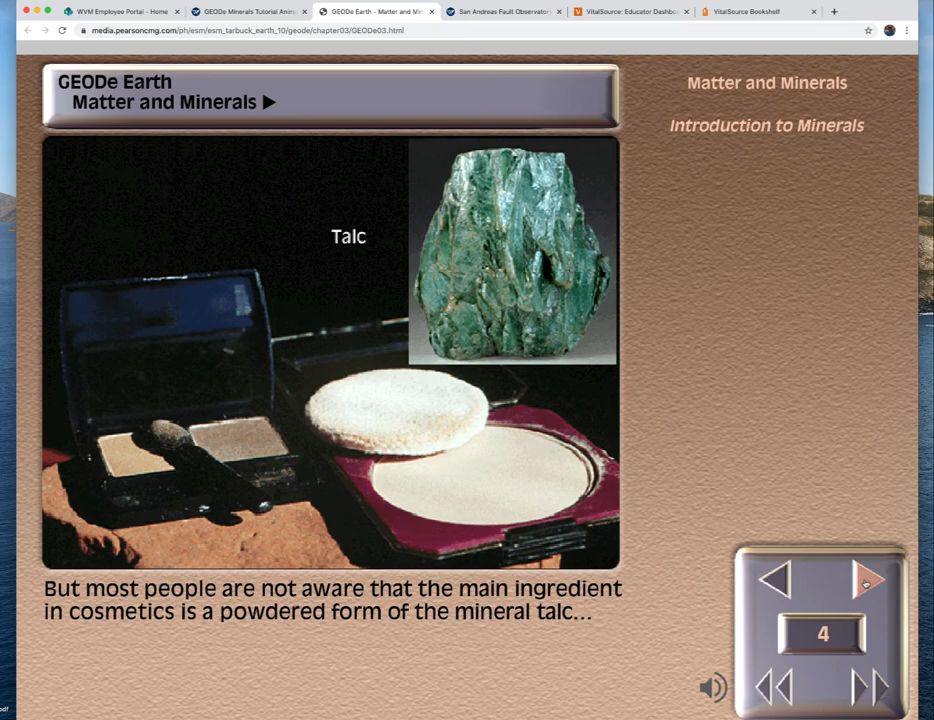 WVM Employee Portal - Home
GEODe Minerals Tutorial Anim
GEODe Earth - Matter and Min
San Andreas Fault Observator
VitalSource: Educator Dashbo
VitalSource Bookshelf
media.pearsoncmg.com/ph/esm/esm_tarbuck_earth_10/geode/chapter03/GEODe03.html
GEODe Earth
Matter and Minerals ▶
Matter and Minerals
Introduction to Minerals
Talc
But most people are not aware that the main ingredient
in cosmetics is a powdered form of the mineral talc...
4